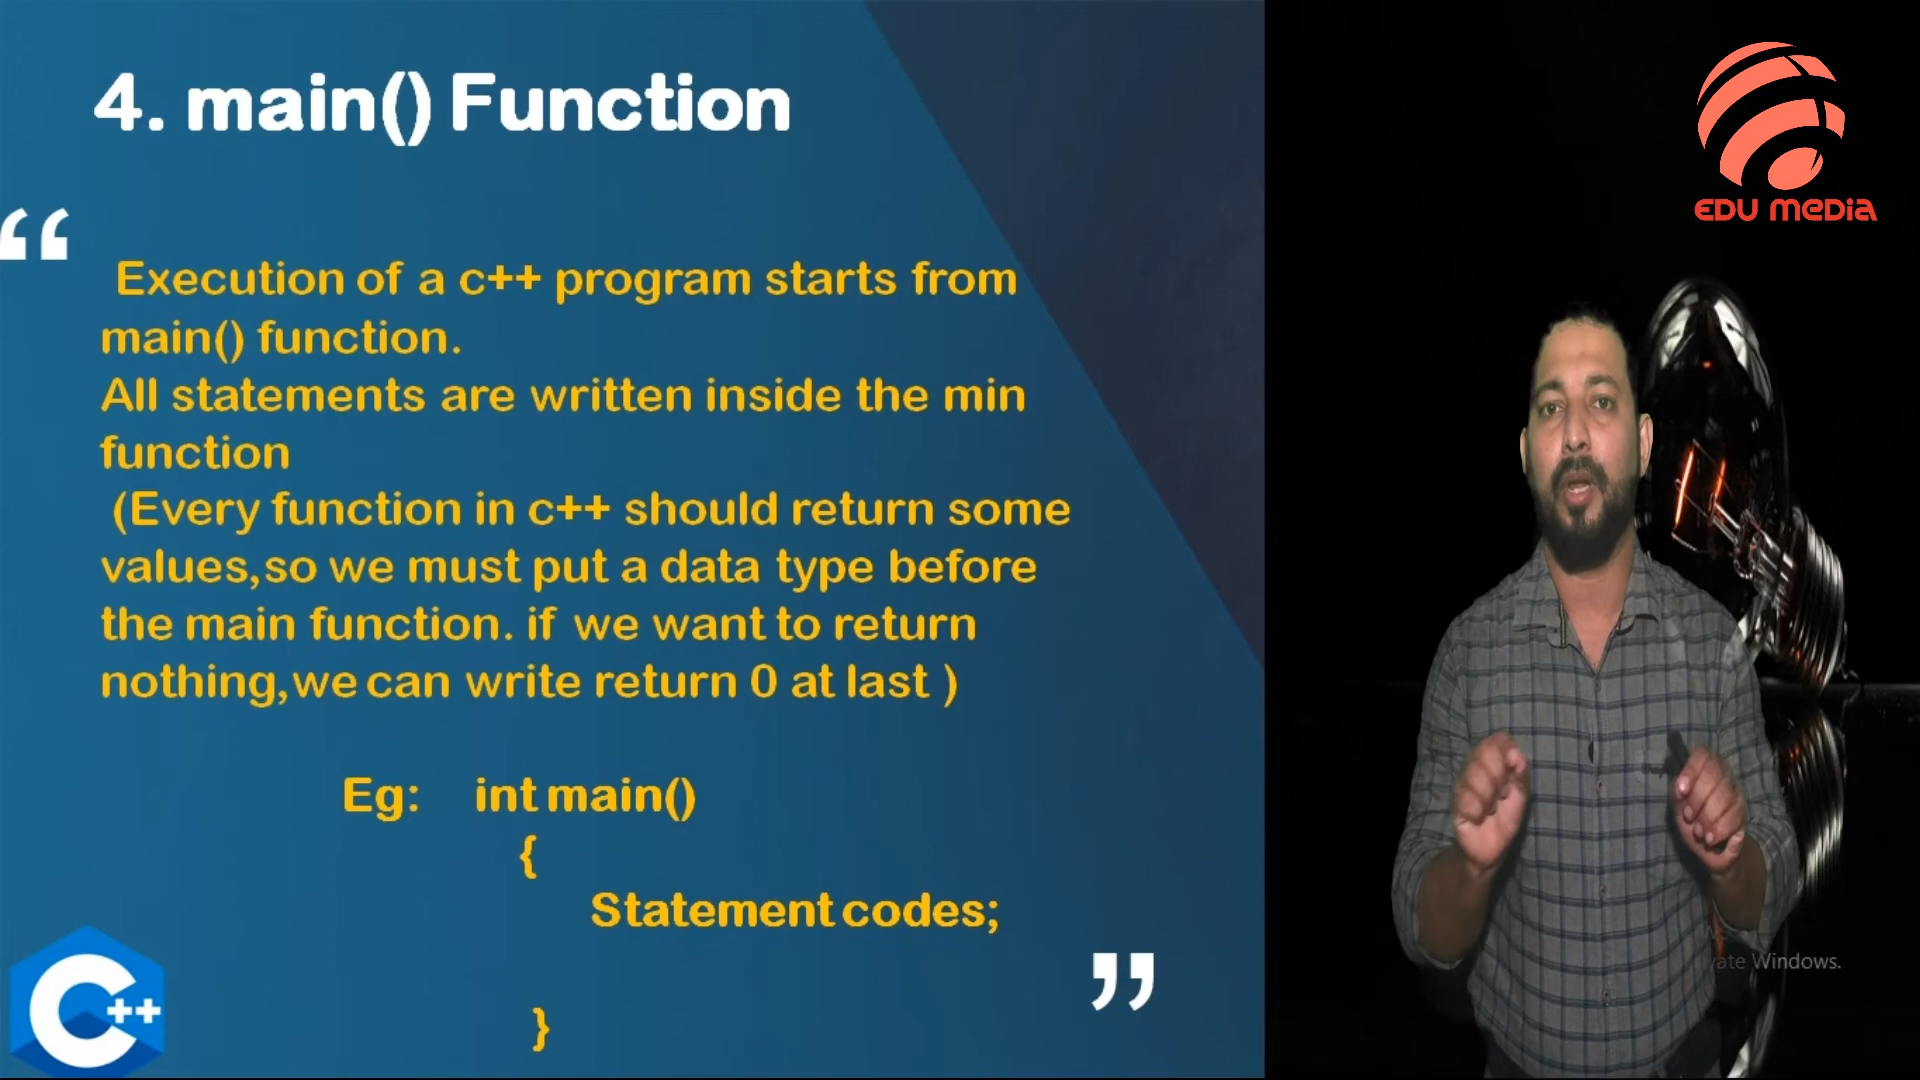 4. main() Function
“
Execution of a c++ program starts from
main() function.
All statements are written inside the min
function
(Every function in c++ should return some
values,so we must put a data type before
the main function. if we want to return
nothing,we can write return 0 at last )
Eg: int main()
{
Statement codes;
}
”
C++
EDU MEDIA
Windows.